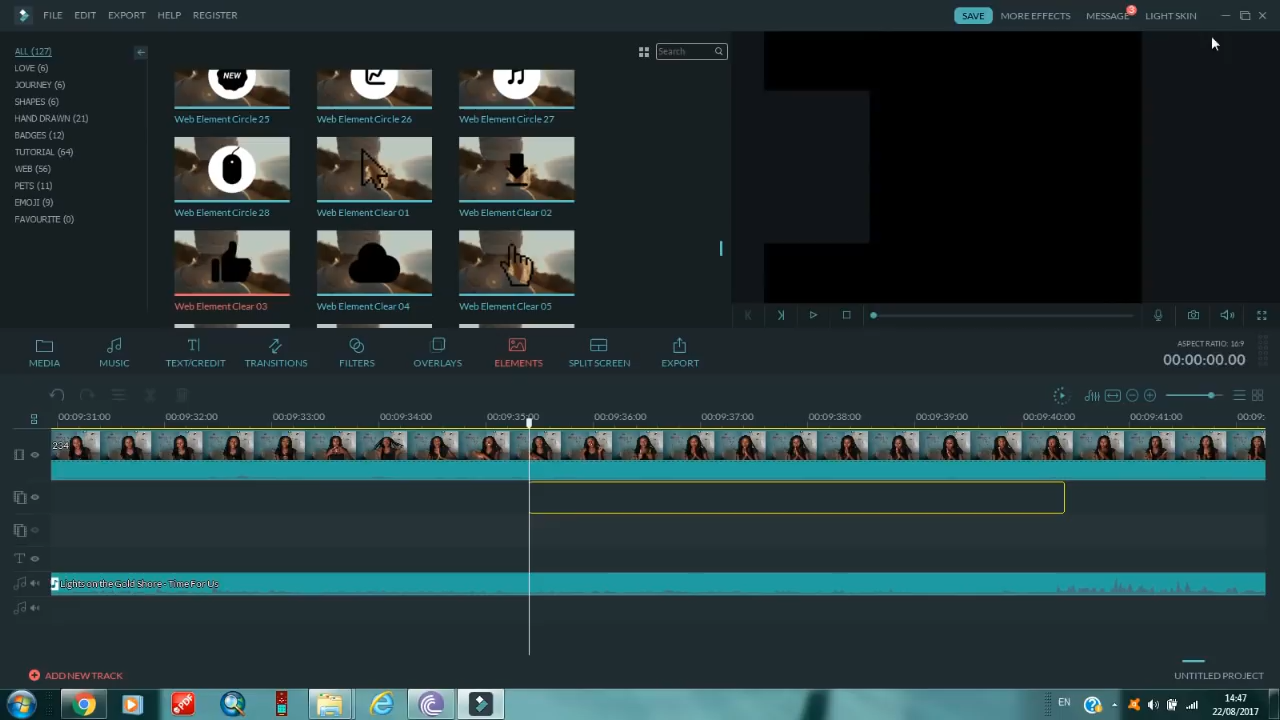 FILE EDIT EXPORT HELP REGISTER SAVE MORE EFFECTS MESSAGE 3 LIGHT SKIN
ALL (127)
LOVE (6)
JOURNEY (6)
SHAPES (6)
HAND DRAWN (21)
BADGES (12)
TUTORIAL (64)
WEB (56)
PETS (11)
EMOJI (9)
FAVOURITE (0)
Search
NEW
Web Element Circle 25 Web Element Circle 26 Web Element Circle 27
Web Element Circle 28 Web Element Clear 01 Web Element Clear 02
Web Element Clear 03 Web Element Clear 04 Web Element Clear 05
MEDIA MUSIC TEXT/CREDIT TRANSITIONS FILTERS OVERLAYS ELEMENTS SPLIT SCREEN EXPORT
ASPECT RATIO: 16:9
00:00:00.00
00:09:31:00 00:09:32:00 00:09:33:00 00:09:34:00 00:09:35:00 00:09:36:00 00:09:37:00 00:09:38:00 00:09:39:00 00:09:40:00 00:09:41:00 00:09:
234
Lights on the Gold Shore - Time For Us
ADD NEW TRACK
UNTITLED PROJECT
PDF
EN
14:47
22/08/2017